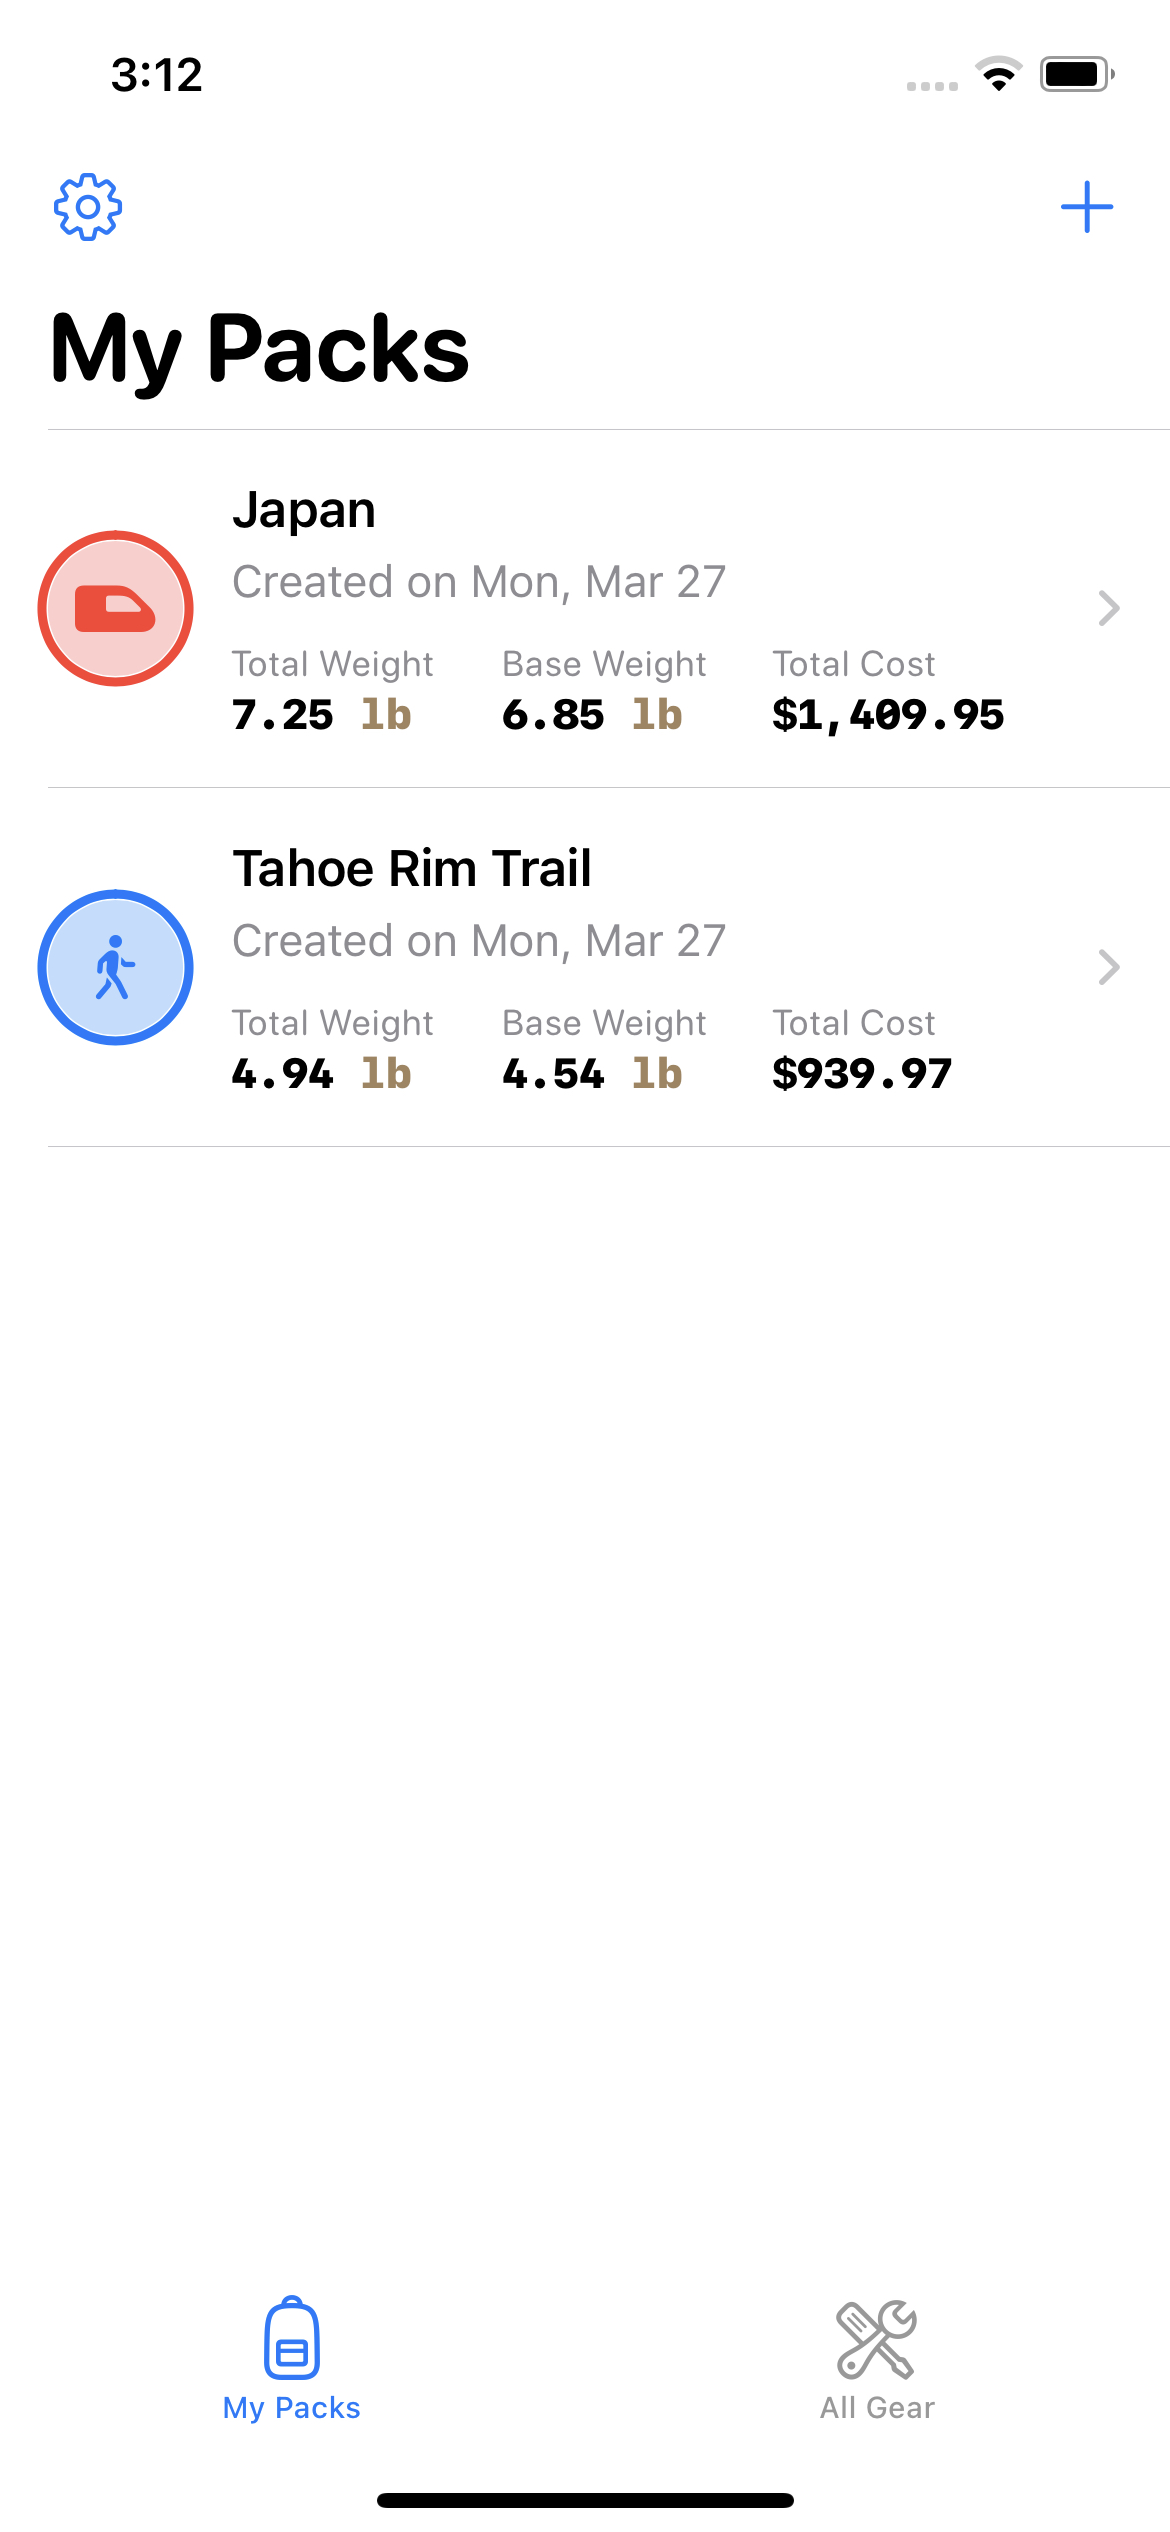 3:12
My Packs
Japan
Created on Mon, Mar 27
Total Weight Base Weight Total Cost
7.25 lb 6.85 lb $1,409.95
Tahoe Rim Trail
Created on Mon, Mar 27
Total Weight Base Weight Total Cost
4.94 lb 4.54 lb $939.97
My Packs All Gear